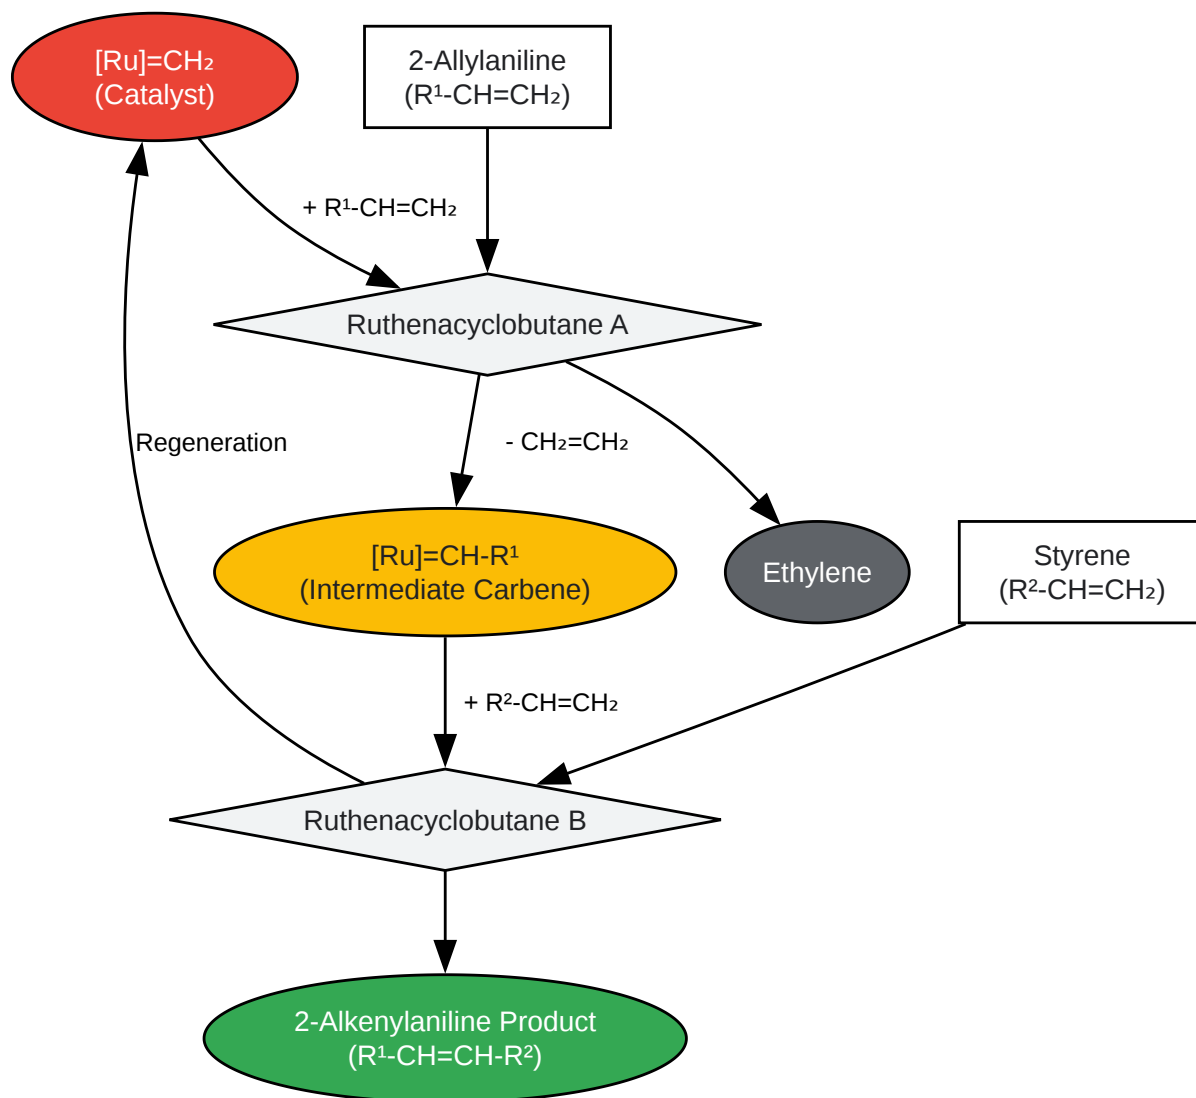 [Ru]=CH₂
(Catalyst)
2-Allylaniline
(R¹-CH=CH₂)
+ R¹-CH=CH₂
Ruthenacyclobutane A
Regeneration
- CH₂=CH₂
[Ru]=CH-R¹
(Intermediate Carbene)
Ethylene
Styrene
(R²-CH=CH₂)
+ R²-CH=CH₂
Ruthenacyclobutane B
2-Alkenylaniline Product
(R¹-CH=CH-R²)